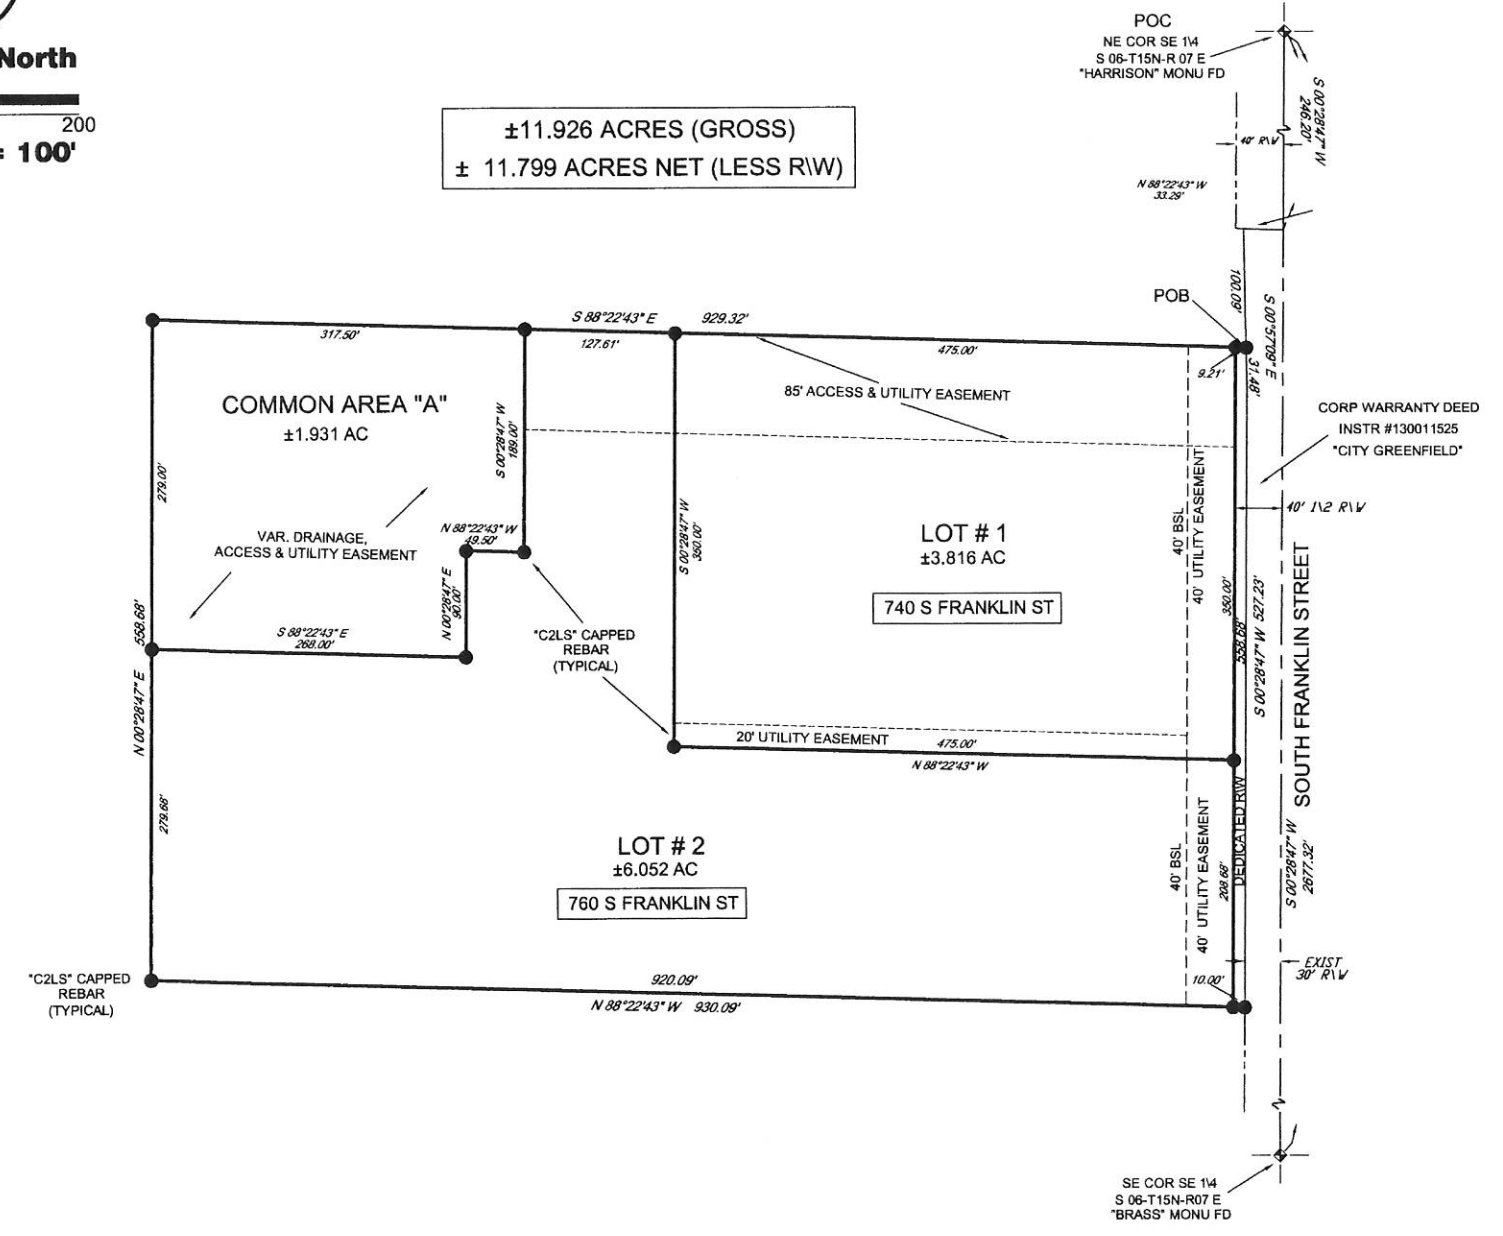 North
200
= 100'
±11.926 ACRES (GROSS)
± 11.799 ACRES NET (LESS R\W)
POC
NE COR SE 1\4
S 06-T15N-R 07 E
"HARRISON" MONU FD
S 00°28'47" W
246.20'
40' R\W
N 88°22'43" W
33.29'
100.09'
S 00°57'09" E
31.48'
POB
S 88°22'43" E 929.32'
317.50'
127.61'
475.00'
9.21'
85' ACCESS & UTILITY EASEMENT
COMMON AREA "A"
±1.931 AC
279.00'
S 00°28'47" W
189.00'
VAR. DRAINAGE,
ACCESS & UTILITY EASEMENT
N 88°22'43" W
49.50'
N 00°28'47" E
90.00'
S 88°22'43" E
268.00'
558.68'
N 00°28'47" E
279.68'
"C2LS" CAPPED
REBAR
(TYPICAL)
S 00°28'47" W
350.00'
LOT # 1
±3.816 AC
740 S FRANKLIN ST
40' BSL
40' UTILITY EASEMENT
350.00'
558.68'
S 00°28'47" W 527.23'
CORP WARRANTY DEED
INSTR #130011525
"CITY GREENFIELD"
40' 1\2 R\W
SOUTH FRANKLIN STREET
20' UTILITY EASEMENT
475.00'
N 88°22'43" W
LOT # 2
±6.052 AC
760 S FRANKLIN ST
40' BSL
40' UTILITY EASEMENT
208.68'
DEDICATED R\W
S 00°28'47" W
2677.32'
EXIST
30' R\W
10.00'
"C2LS" CAPPED
REBAR
(TYPICAL)
920.09'
N 88°22'43" W 930.09'
SE COR SE 1\4
S 06-T15N-R07 E
"BRASS" MONU FD